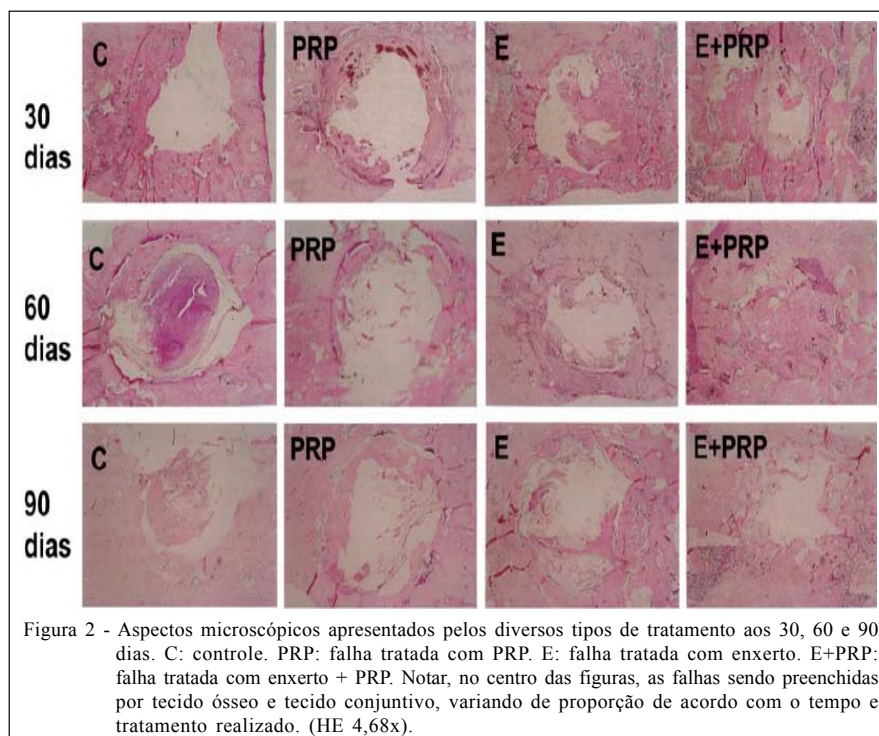 C PRP E E+PRP
30
dias
C PRP E E+PRP
60
dias
C PRP E E+PRP
90
dias
Figura 2 - Aspectos microscópicos apresentados pelos diversos tipos de tratamento aos 30, 60 e 90
dias. C: controle. PRP: falha tratada com PRP. E: falha tratada com enxerto. E+PRP:
falha tratada com enxerto + PRP. Notar, no centro das figuras, as falhas sendo preenchidas
por tecido ósseo e tecido conjuntivo, variando de proporção de acordo com o tempo e
tratamento realizado. (HE 4,68x).